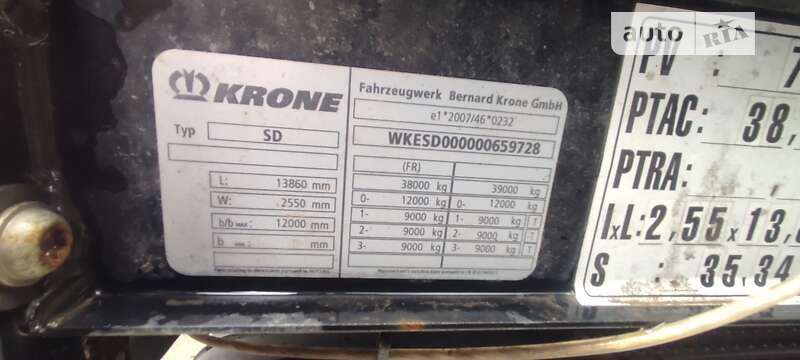 KRONE
Typ SD
L: 13860 mm
W: 2550 mm
b/b MAX : 12000 mm
b MIN. : mm
Fahrzeugwerk Bernard Krone GmbH
e1*2007/46*0232
WKESD000000659728
(FR)
38000 kg 39000 kg
0- 12000 kg 0- 12000 kg
1- 9000 kg 1- 9000 kg T
2- 9000 kg 2- 9000 kg T
3- 9000 kg 3- 9000 kg T
auto RIA
PV : 7
PTAC : 38,
PTRA:
IxL: 2,55x13,
S : 35,34